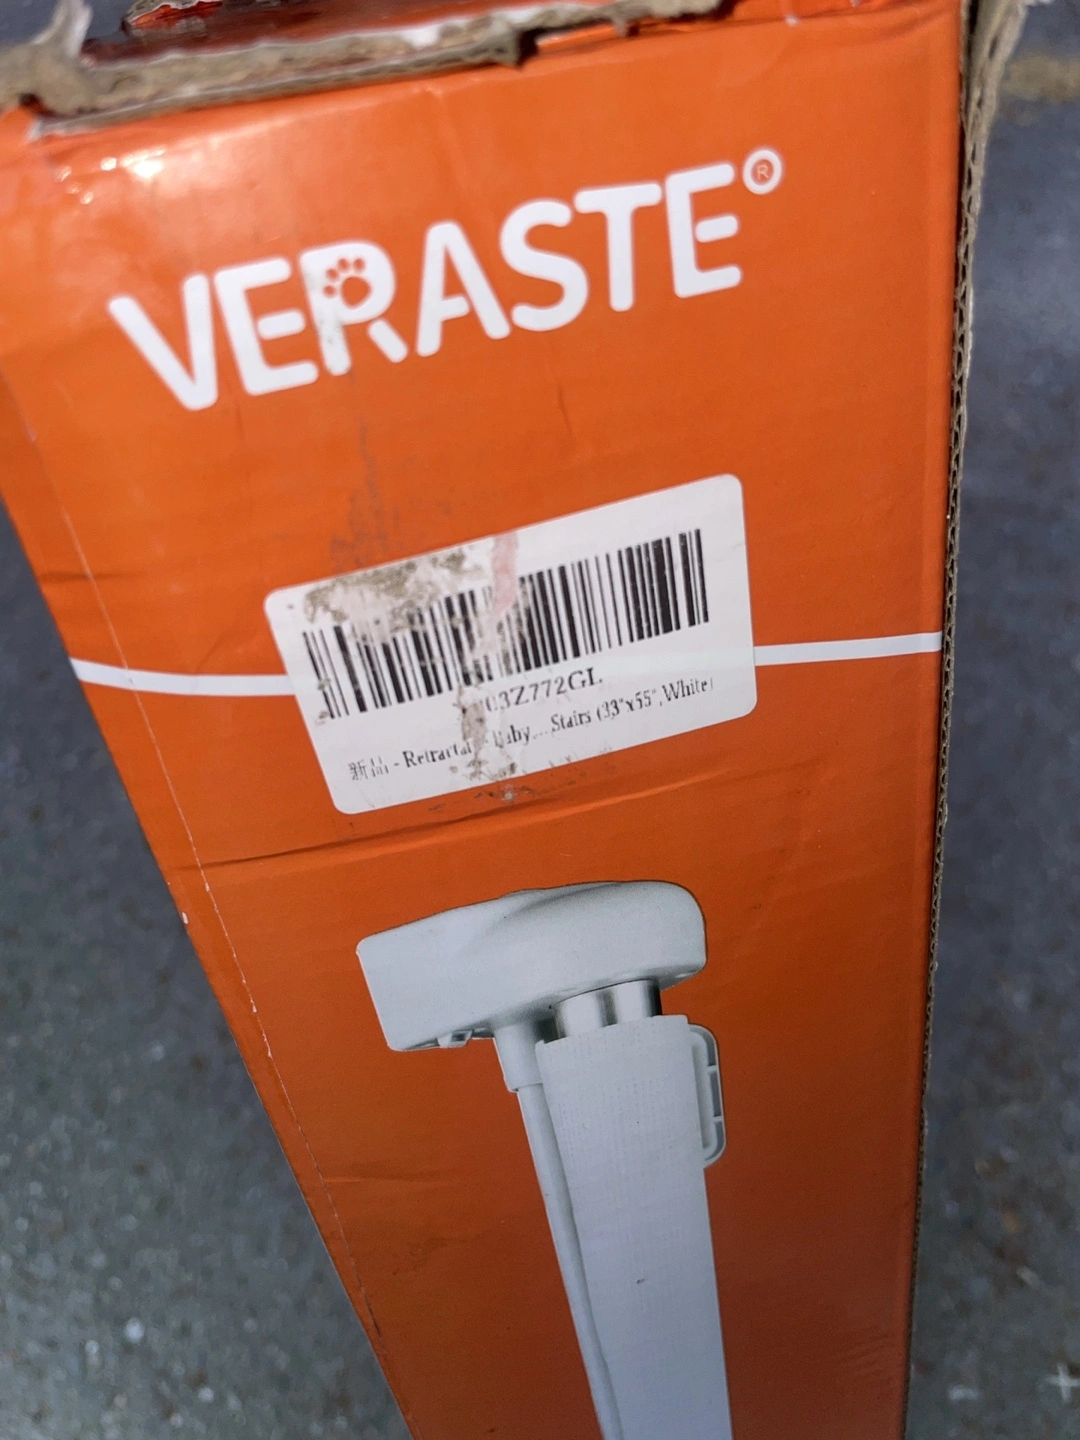 VERASTE®
03Z772GL
新品 - Retractal Baby... Stairs (33"x55", White)